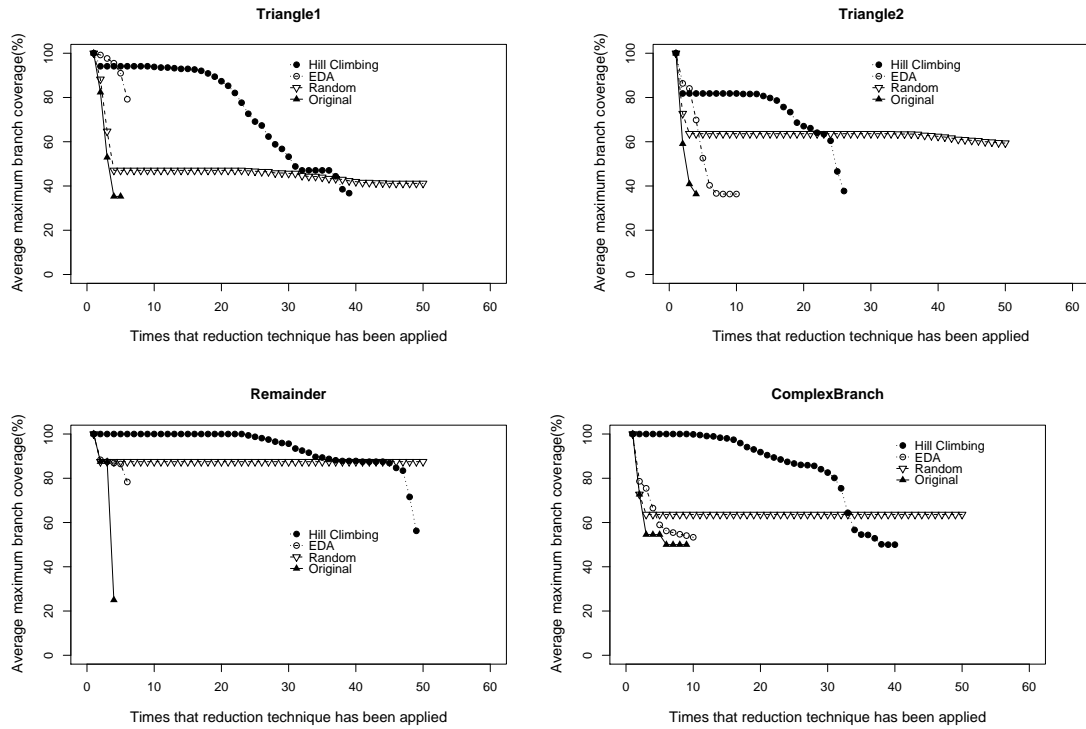 Triangle1
Average maximum branch coverage(%)
100
80
60
40
20
0
Hill Climbing
EDA
Random
Original
0 10 20 30 40 50 60
Times that reduction technique has been applied
Triangle2
Average maximum branch coverage(%)
100
80
60
40
20
0
Hill Climbing
EDA
Random
Original
0 10 20 30 40 50 60
Times that reduction technique has been applied
Remainder
Average maximum branch coverage(%)
100
80
60
40
20
0
Hill Climbing
EDA
Random
Original
0 10 20 30 40 50 60
Times that reduction technique has been applied
ComplexBranch
Average maximum branch coverage(%)
100
80
60
40
20
0
Hill Climbing
EDA
Random
Original
0 10 20 30 40 50 60
Times that reduction technique has been applied